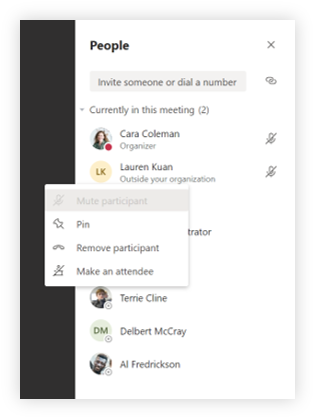 People
Invite someone or dial a number
Currently in this meeting (2)
Cara Coleman
Organizer
LK
Lauren Kuan
Outside your organization
Mute participant
Pin
trator
Remove participant
Make an attendee
Terrie Cline
DM
Delbert McCray
Al Fredrickson